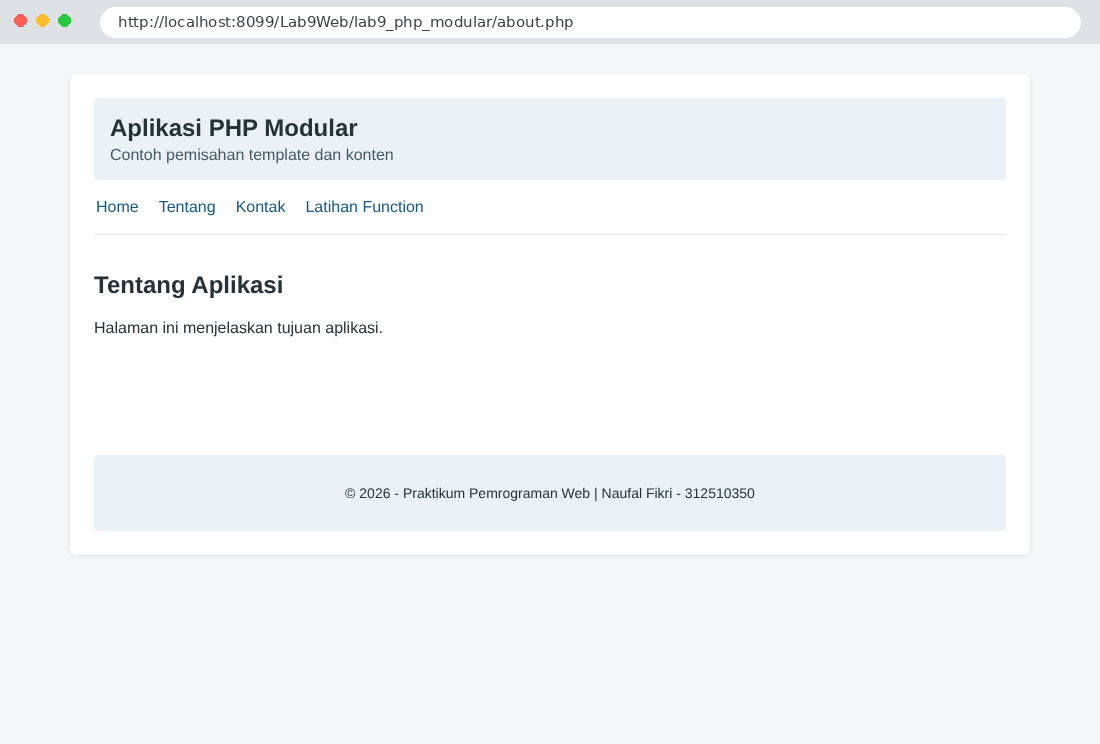 http://localhost:8099/Lab9Web/lab9_php_modular/about.php
Aplikasi PHP Modular
Contoh pemisahan template dan konten
Home Tentang Kontak Latihan Function
Tentang Aplikasi
Halaman ini menjelaskan tujuan aplikasi.
© 2026 - Praktikum Pemrograman Web | Naufal Fikri - 312510350